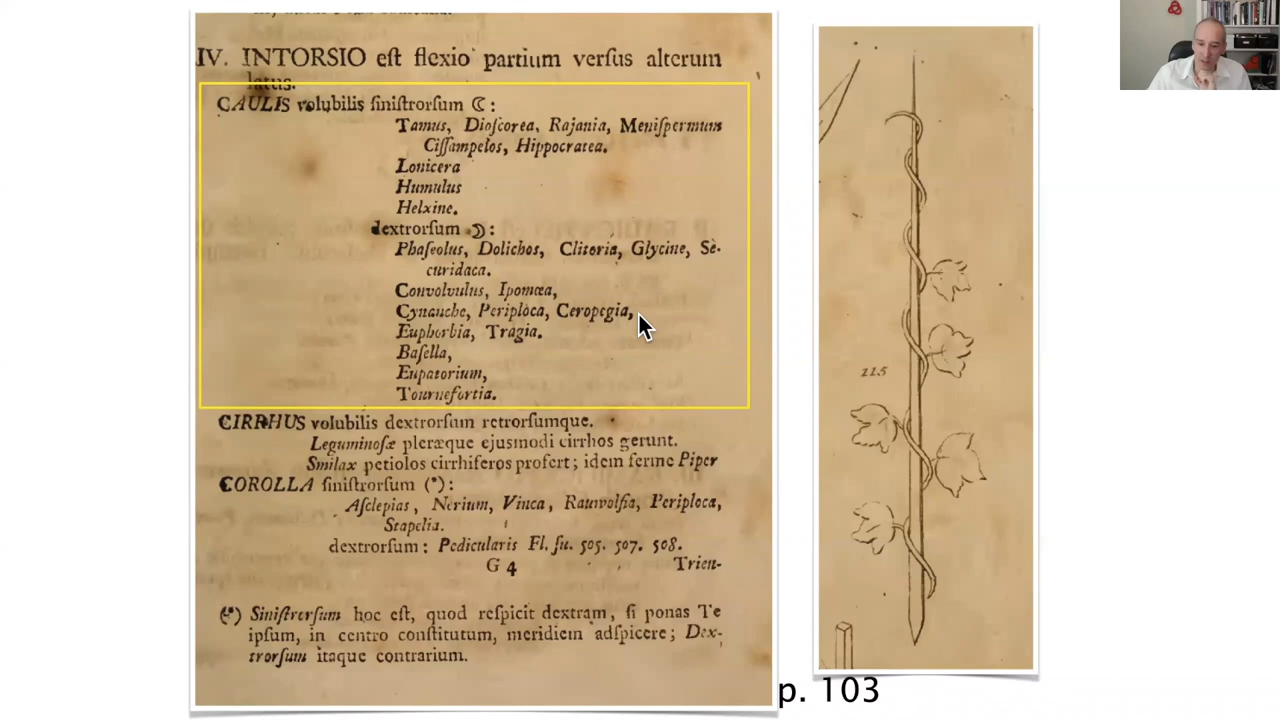 IV. INTORSIO eſt flexio partium verſus alterum
latus.
CAULIS volubilis ſiniſtrorſum ☾:
Tamus, Dioſcorea, Rajania, Meniſpermum
Ciſſampelos, Hippocratea.
Lonicera
Humulus
Helxine.
dextrorſum ☽:
Phaſeolus, Dolichos, Clitoria, Glycine, Se-
curidaca.
Convolvulus, Ipomœa,
Cynanche, Periploca, Ceropegia,
Euphorbia, Tragia.
Baſella,
Eupatorium,
Tournefortia.
CIRRHUS volubilis dextrorſum retrorſumque.
Leguminoſæ pleræque ejuſmodi cirrhos gerunt.
Smilax petiolos cirrhiferos profert; idem ferme Piper
COROLLA ſiniſtrorſum (*):
Aſclepias, Nerium, Vinca, Rauwolfia, Periploca,
Stapelia.
dextrorſum: Pedicularis Fl. ſu. 505. 507. 508.
G 4 Trien-
(*) Siniſtrorſum hoc eſt, quod reſpicit dextram, ſi ponas Te
ipſum, in centro conſtitutum, meridiem adſpicere; Dex-
trorſum itaque contrarium.
115
p. 103